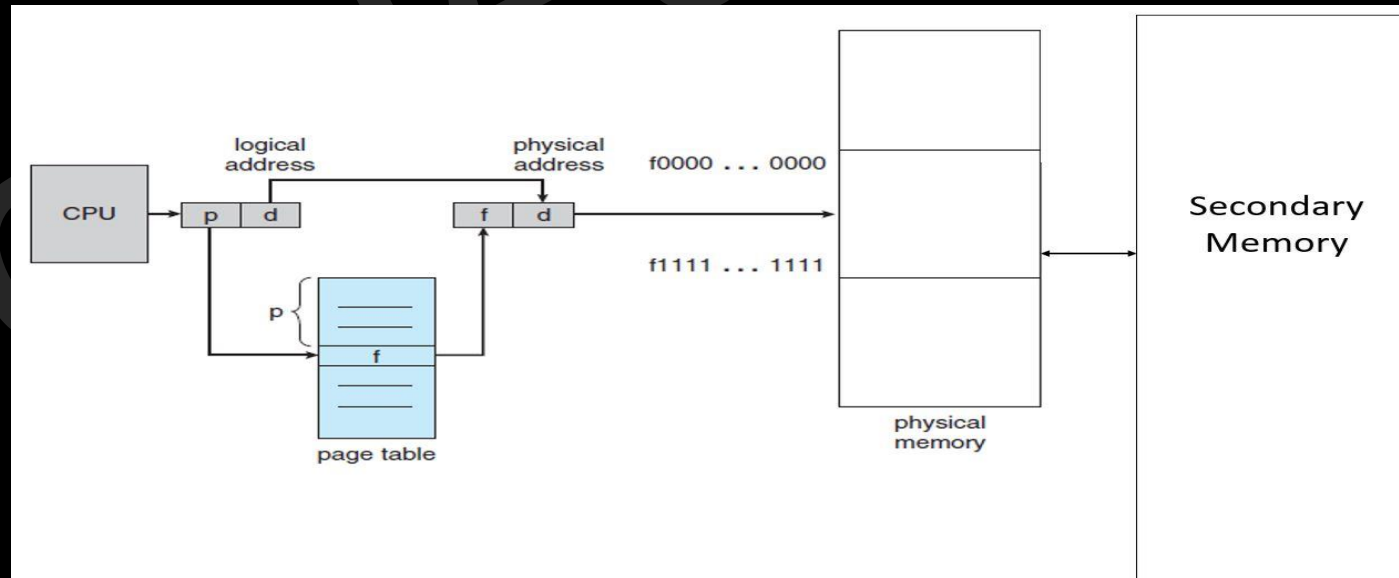 logical
address
physical
address
f0000 ... 0000
CPU
p
d
f
d
Secondary
Memory
f1111 ... 1111
p
f
page table
physical
memory